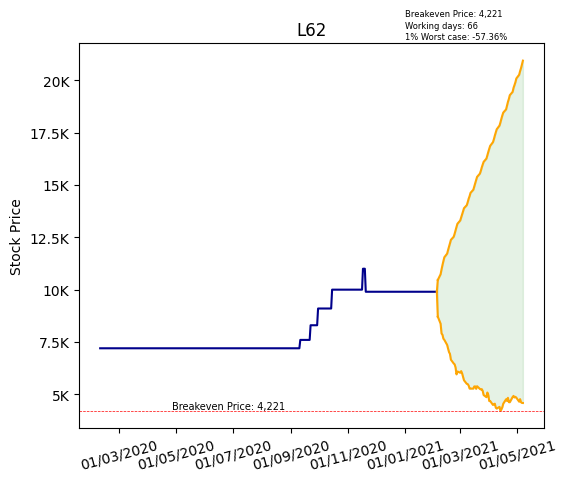 Breakeven Price: 4,221
Working days: 66
1% Worst case: -57.36%
L62
Stock Price
20K
17.5K
15K
12.5K
10K
7.5K
5K
Breakeven Price: 4,221
01/03/2020
01/05/2020
01/07/2020
01/09/2020
01/11/2020
01/01/2021
01/03/2021
01/05/2021